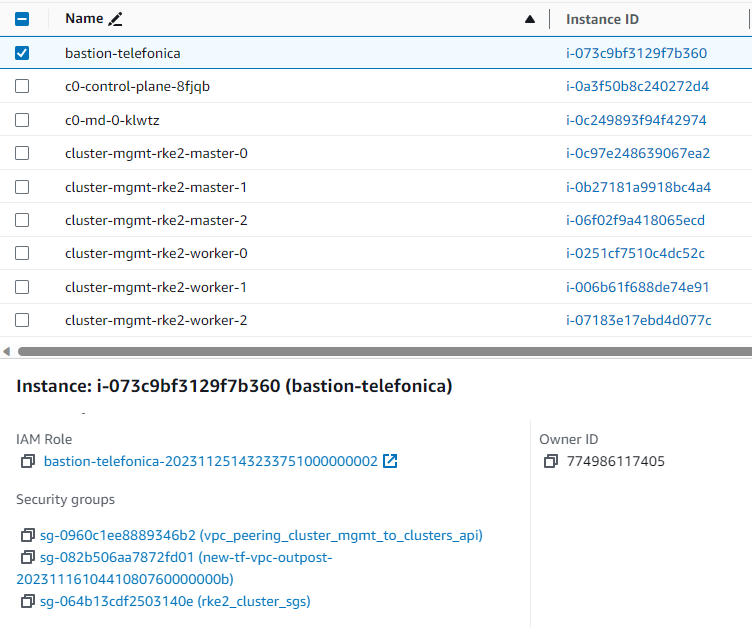 Name Instance ID
bastion-telefonica i-073c9bf3129f7b360
c0-control-plane-8fjqb i-0a3f50b8c240272d4
c0-md-0-klwtz i-0c249893f94f42974
cluster-mgmt-rke2-master-0 i-0c97e248639067ea2
cluster-mgmt-rke2-master-1 i-0b27181a9918bc4a4
cluster-mgmt-rke2-master-2 i-06f02f9a418065ecd
cluster-mgmt-rke2-worker-0 i-0251cf7510c4dc52c
cluster-mgmt-rke2-worker-1 i-006b61f688de74e91
cluster-mgmt-rke2-worker-2 i-07183e17ebd4d077c
Instance: i-073c9bf3129f7b360 (bastion-telefonica)
IAM Role
bastion-telefonica-20231125143233751000000002
Security groups
sg-0960c1ee8889346b2 (vpc_peering_cluster_mgmt_to_clusters_api)
sg-082b506aa7872fd01 (new-tf-vpc-outpost-
20231116104410807600000000b)
sg-064b13cdf2503140e (rke2_cluster_sgs)
Owner ID
774986117405